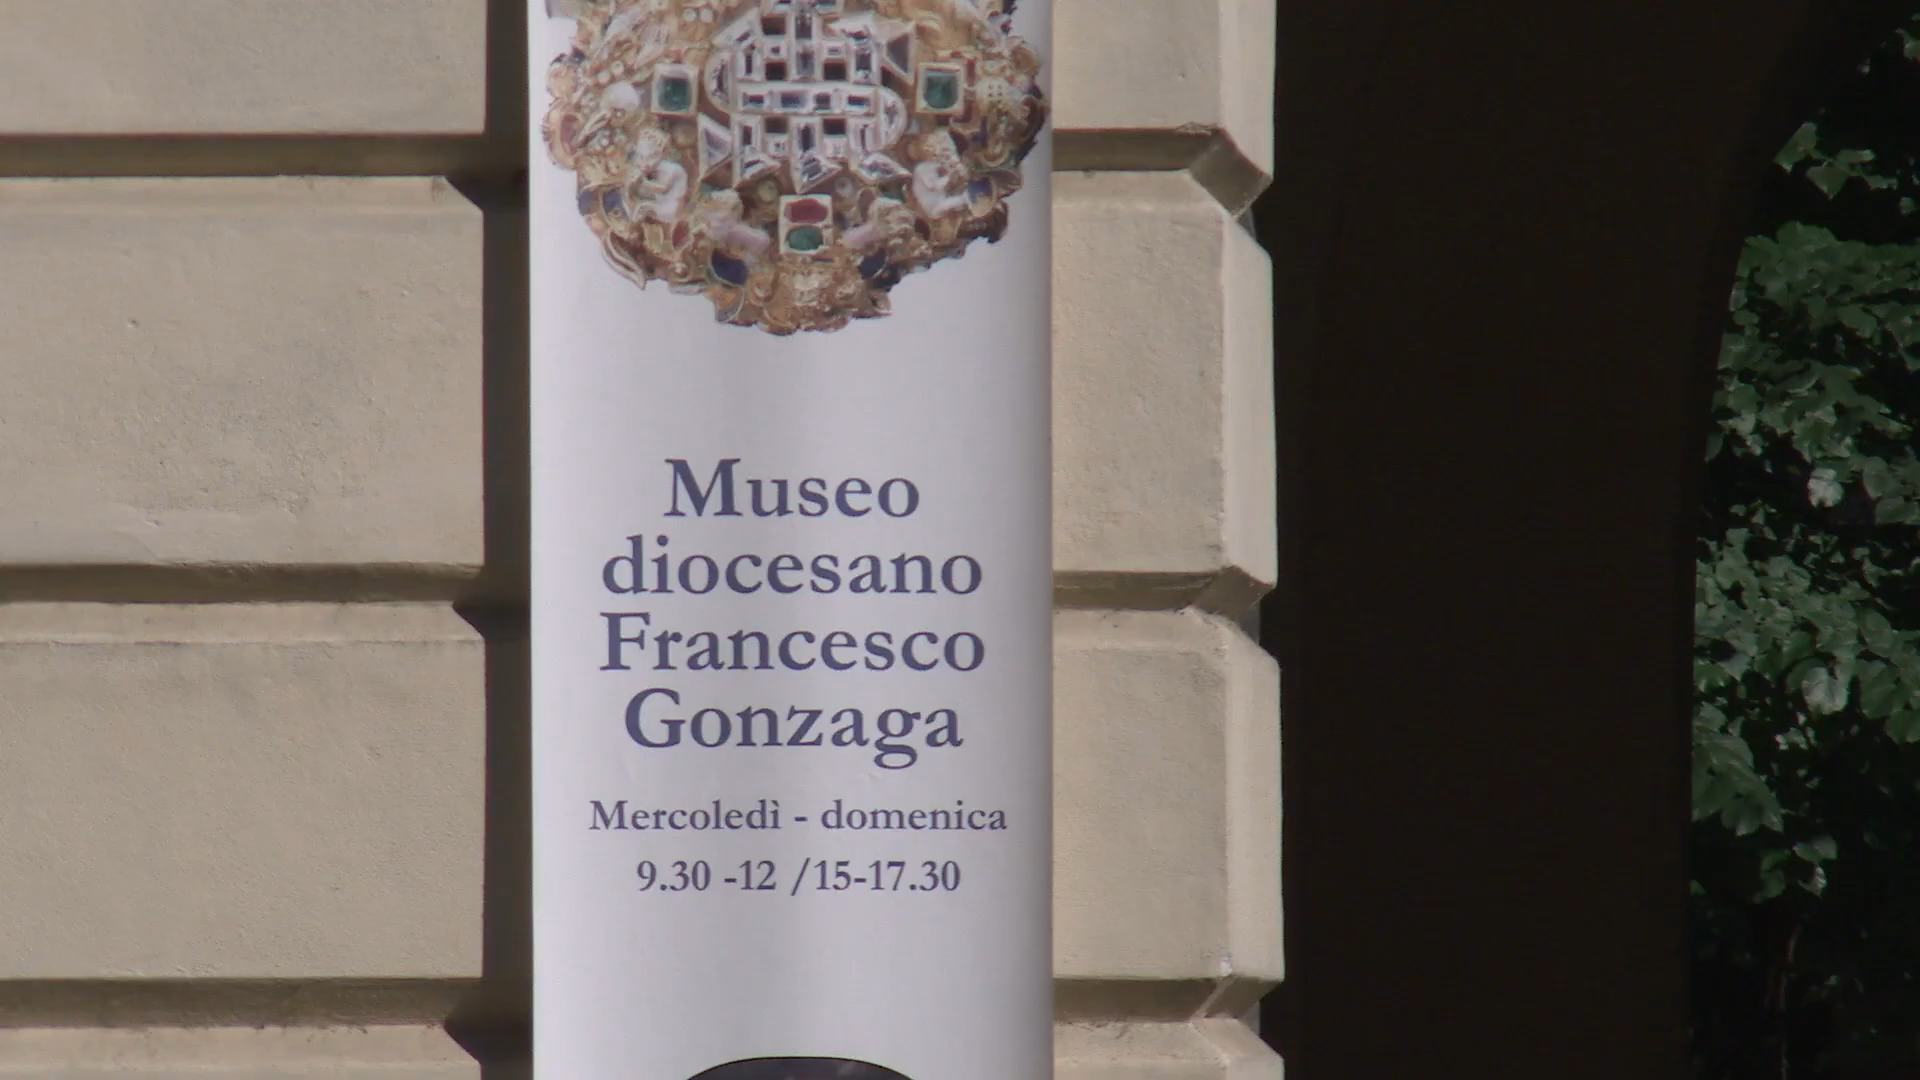 Museo
diocesano
Francesco
Gonzaga
Mercoledì - domenica
9.30 -12 /15-17.30